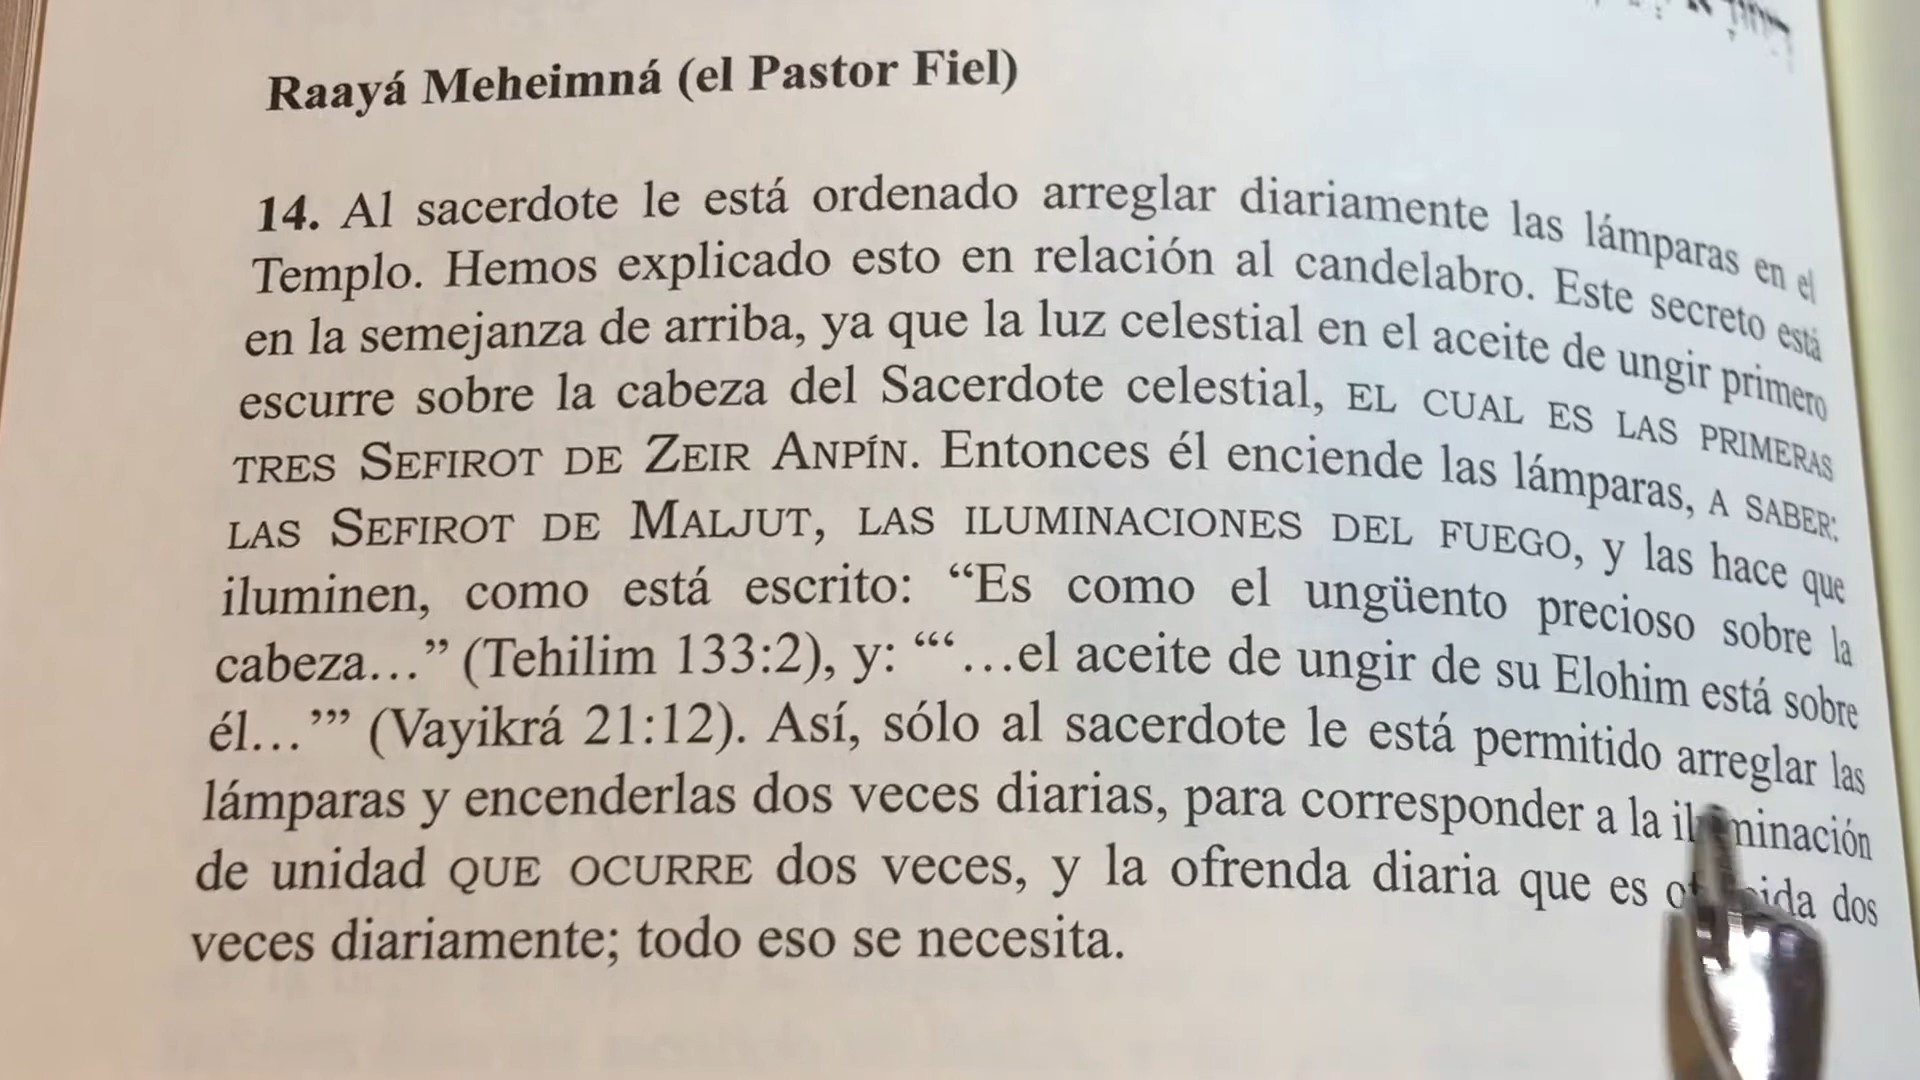 Raayá Meheimná (el Pastor Fiel)
14. Al sacerdote le está ordenado arreglar diariamente las lámparas en el
Templo. Hemos explicado esto en relación al candelabro. Este secreto está
en la semejanza de arriba, ya que la luz celestial en el aceite de ungir primero
escurre sobre la cabeza del Sacerdote celestial, EL CUAL ES LAS PRIMERAS
TRES SEFIROT DE ZEIR ANPÍN. Entonces él enciende las lámparas, A SABER:
LAS SEFIROT DE MALJUT, LAS ILUMINACIONES DEL FUEGO, y las hace que
iluminen, como está escrito: “Es como el ungüento precioso sobre la
cabeza…” (Tehilim 133:2), y: “‘…el aceite de ungir de su Elohim está sobre
él…’” (Vayikrá 21:12). Así, sólo al sacerdote le está permitido arreglar las
lámparas y encenderlas dos veces diarias, para corresponder a la iluminación
de unidad QUE OCURRE dos veces, y la ofrenda diaria que es dos
veces diariamente; todo eso se necesita.